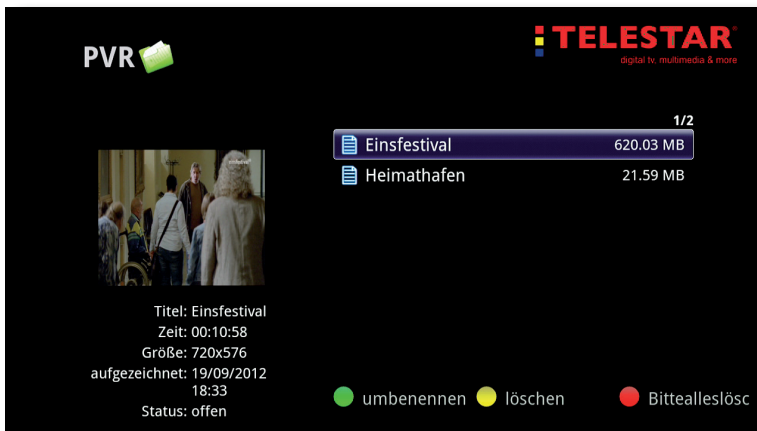 PVR
TELESTAR
digital tv, multimedia & more
1/2
Einsfestival 620.03 MB
Heimathafen 21.59 MB
Titel: Einsfestival
Zeit: 00:10:58
Größe: 720x576
aufgezeichnet: 19/09/2012
18:33
Status: offen
umbenennen löschen Bittealleslösc